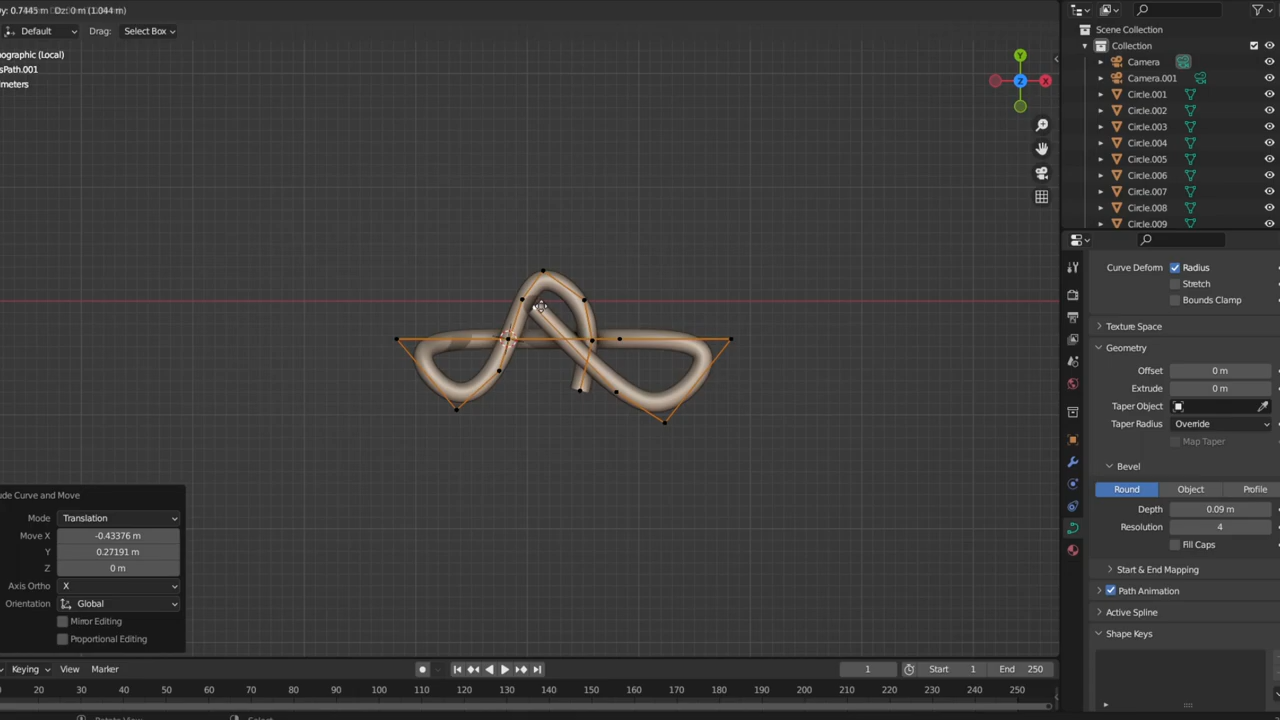 Dy: 0.7445 m Dz: 0 m (1.044 m)
Default
Drag: Select Box
ographic (Local)
sPath.001
meters
Y
Z
X
Scene Collection
Collection
Camera
Camera.001
Circle.001
Circle.002
Circle.003
Circle.004
Circle.005
Circle.006
Circle.007
Circle.008
Circle.009
Curve Deform Radius
Stretch
Bounds Clamp
Texture Space
Geometry
Offset 0 m
Extrude 0 m
Taper Object
Taper Radius Override
Map Taper
Bevel
Round Object Profile
Depth 0.09 m
Resolution 4
Fill Caps
Start & End Mapping
Path Animation
Active Spline
Shape Keys
ude Curve and Move
Mode Translation
Move X -0.43376 m
Y 0.27191 m
Z 0 m
Axis Ortho X
Orientation Global
Mirror Editing
Proportional Editing
Keying View Marker
1 Start 1 End 250
20 30 40 50 60 70 80 90 100 110 120 130 140 150 160 170 180 190 200 210 220 230 240 250
Rotate View Select